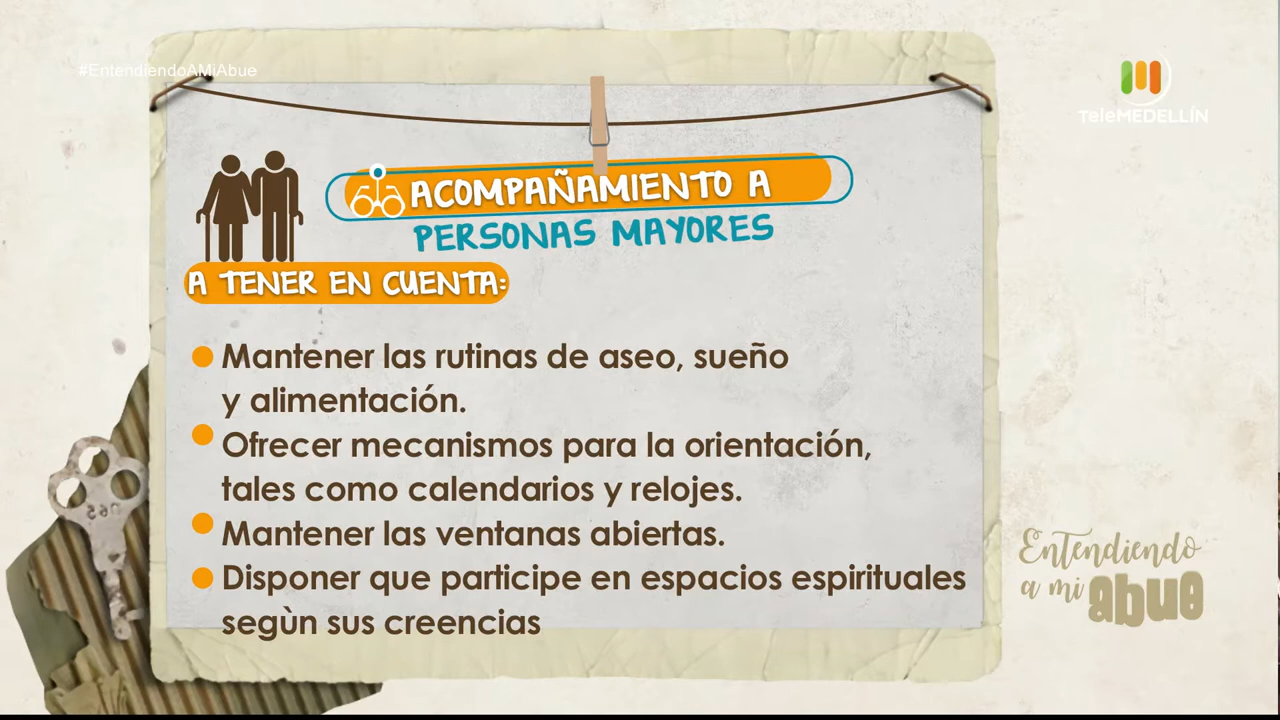 #EntendiendoAMiAbue
TeleMEDELLÍN
ACOMPAÑAMIENTO A
PERSONAS MAYORES
A TENER EN CUENTA:
Mantener las rutinas de aseo, sueño
y alimentación.
Ofrecer mecanismos para la orientación,
tales como calendarios y relojes.
Mantener las ventanas abiertas.
Disponer que participe en espacios espirituales
segùn sus creencias
Entendiendo
a mi abue